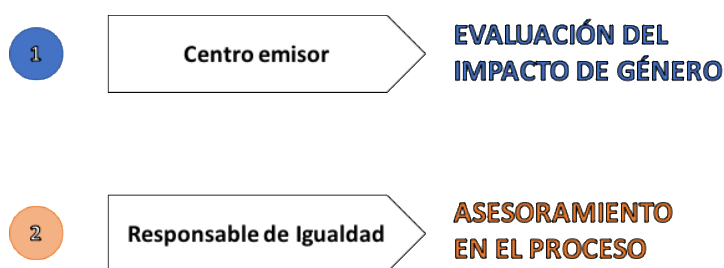 1
Centro emisor
EVALUACIÓN DEL
IMPACTO DE GÉNERO
2
Responsable de Igualdad
ASESORAMIENTO
EN EL PROCESO